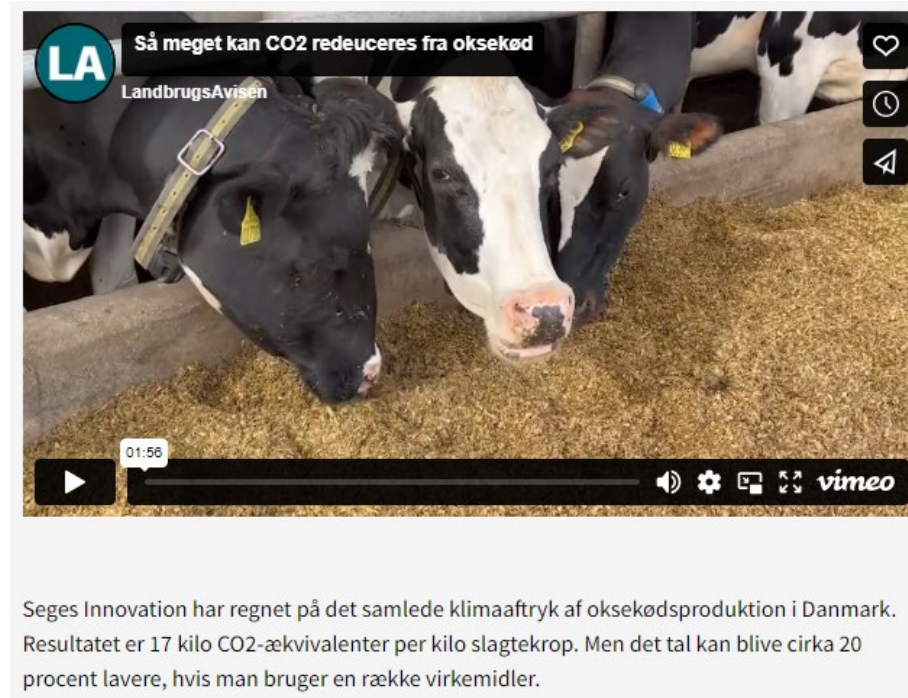 LA
Så meget kan CO2 redeuceres fra oksekød
LandbrugsAvisen
01:56
vimeo
Seges Innovation har regnet på det samlede klimaaftryk af oksekødsproduktion i Danmark.
Resultatet er 17 kilo CO2-ækvivalenter per kilo slagtekrop. Men det tal kan blive cirka 20
procent lavere, hvis man bruger en række virkemidler.